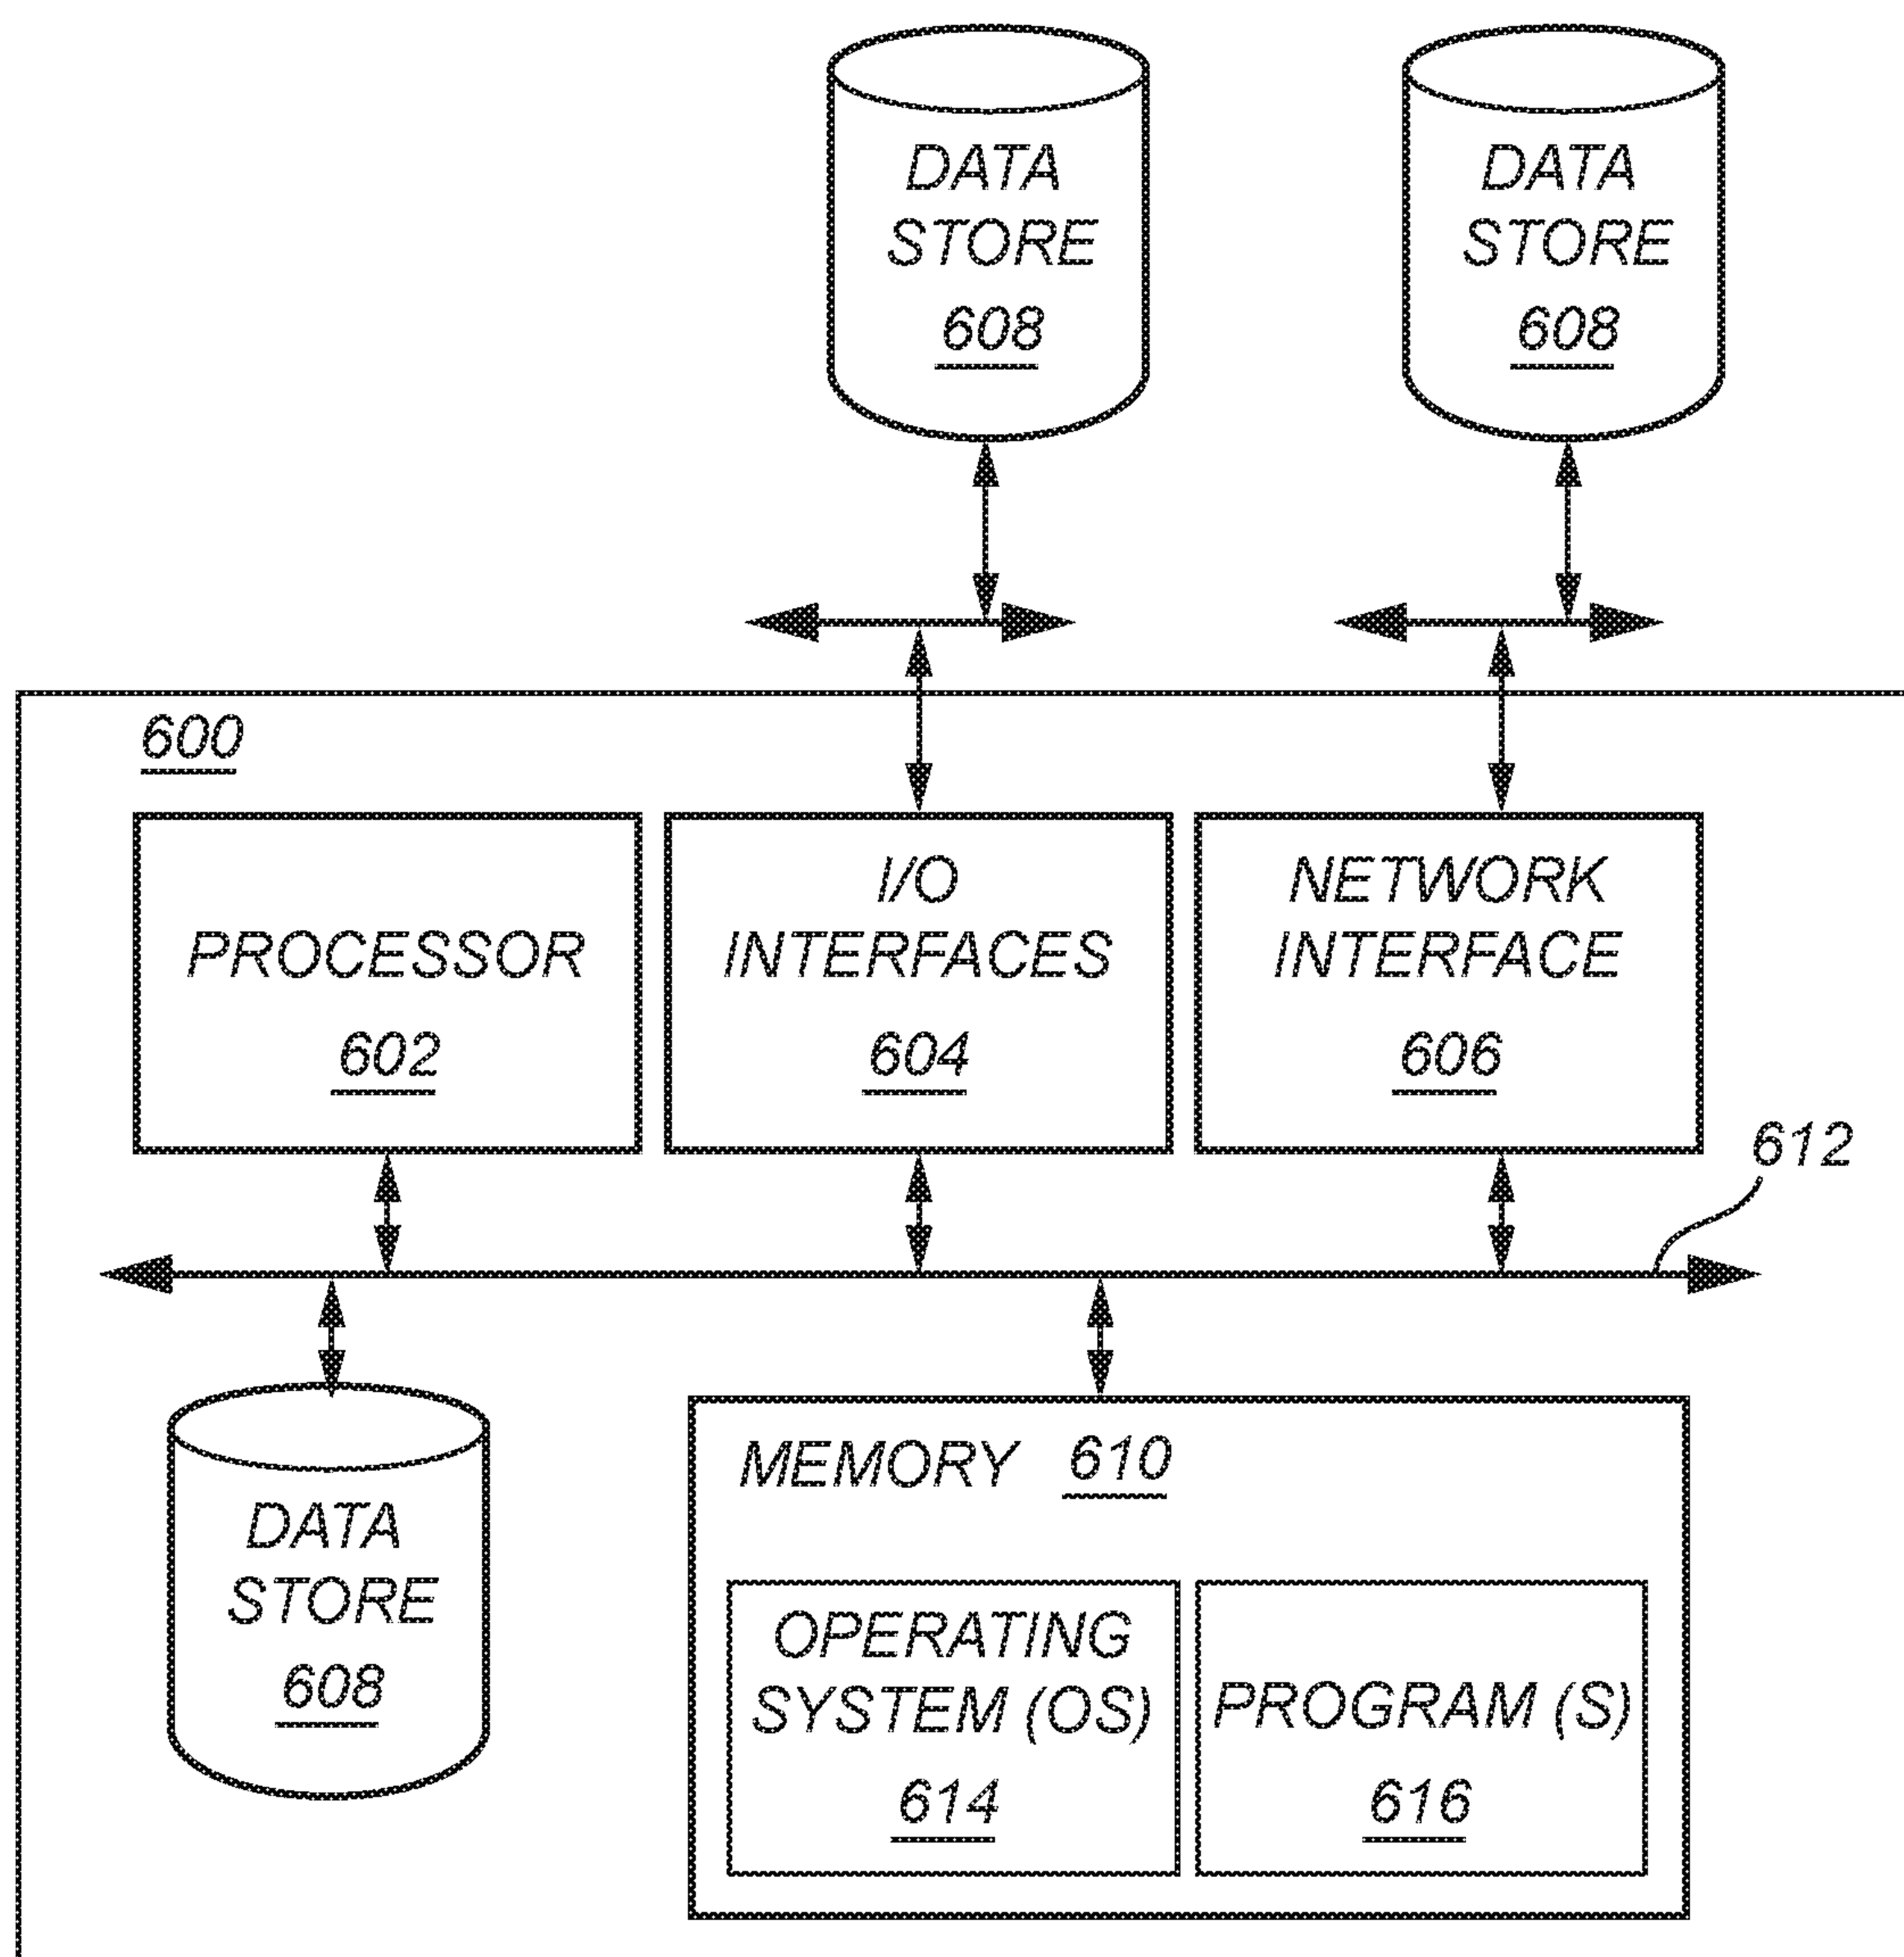 DATA
STORE
608
DATA
STORE
608
600
PROCESSOR
602
I/O
INTERFACES
604
NETWORK
INTERFACE
606
612
DATA
STORE
608
MEMORY 610
OPERATING
SYSTEM (OS)
614
PROGRAM (S)
616